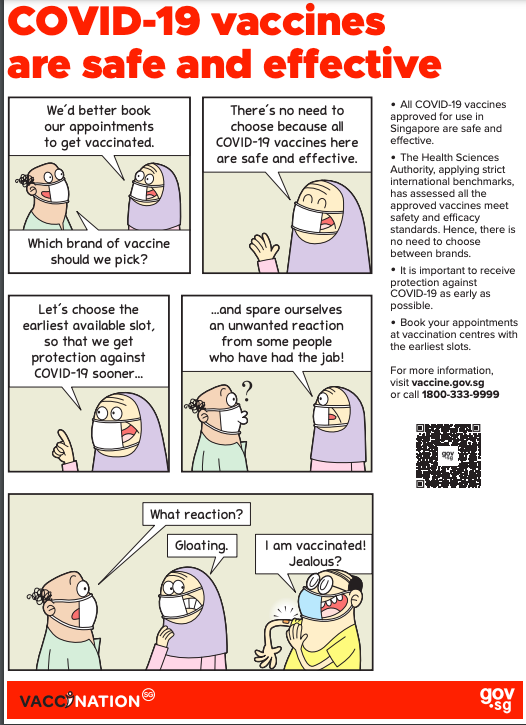 COVID-19 vaccines
are safe and effective
We'd better book
our appointments
to get vaccinated.
Which brand of vaccine
should we pick?
There's no need to
choose because all
COVID-19 vaccines here
are safe and effective.
Let's choose the
earliest available slot,
so that we get
protection against
COVID-19 sooner...
...and spare ourselves
an unwanted reaction
from some people
who have had the jab!
?
What reaction?
Gloating.
I am vaccinated!
Jealous?
• All COVID-19 vaccines
approved for use in
Singapore are safe and
effective.
• The Health Sciences
Authority, applying strict
international benchmarks,
has assessed all the
approved vaccines meet
safety and efficacy
standards. Hence, there is
no need to choose
between brands.
• It is important to receive
protection against
COVID-19 as early as
possible.
• Book your appointments
at vaccination centres with
the earliest slots.
For more information,
visit vaccine.gov.sg
or call 1800-333-9999
gov
.sg
VACCINATION SG
gov
.sg